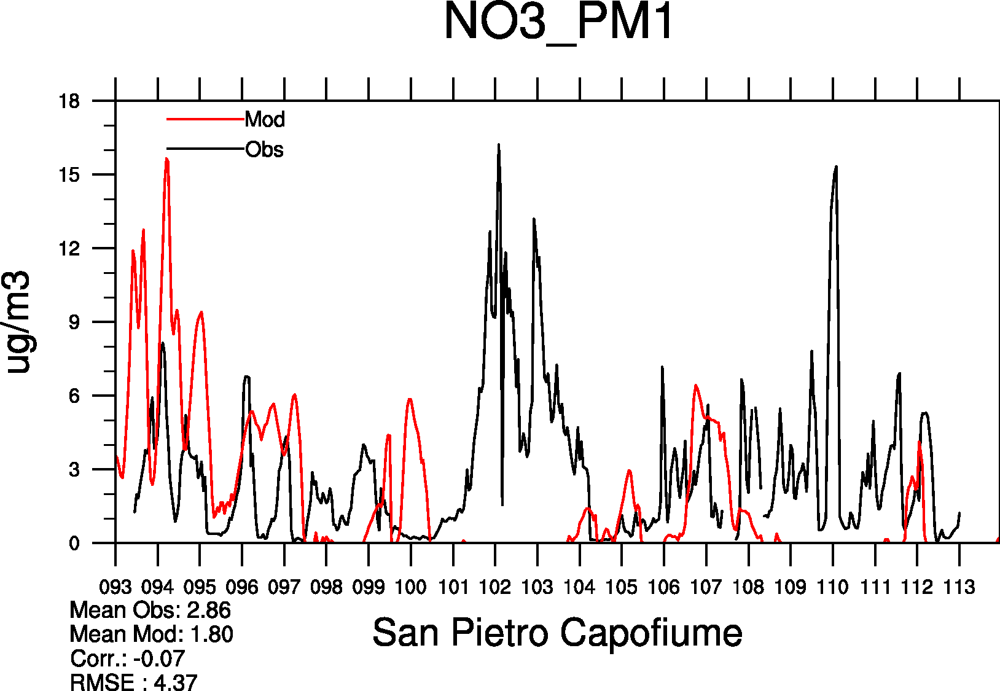 NO3_PM1
Mod
Obs
18
15
12
9
6
3
0
ug/m3
093 094 095 096 097 098 099 100 101 102 103 104 105 106 107 108 109 110 111 112 113
San Pietro Capofiume
Mean Obs: 2.86
Mean Mod: 1.80
Corr.: -0.07
RMSE : 4.37